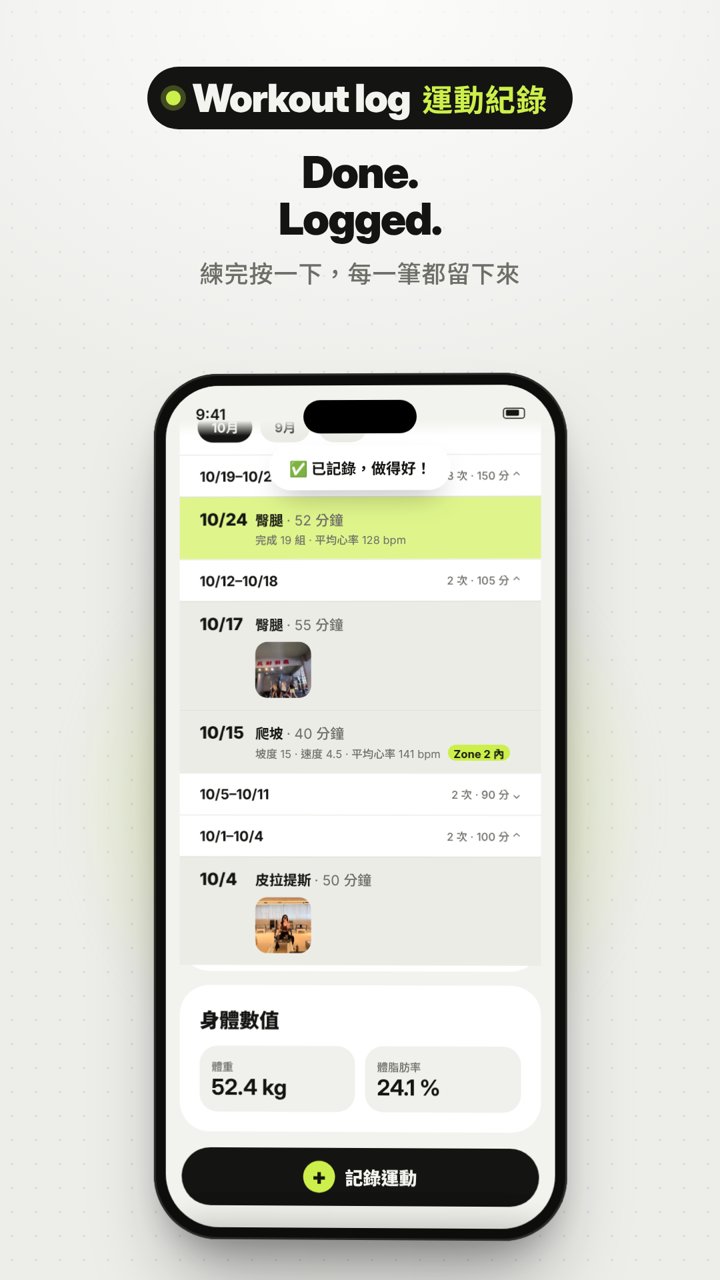 Workout log 運動紀錄
Done.
Logged.
練完按一下，每一筆都留下來
9:41
10月 9月
✅ 已記錄，做得好！
10/19–10/2 3 次 · 150 分
10/24 臀腿 · 52 分鐘
完成 19 組 · 平均心率 128 bpm
10/12–10/18 2 次 · 105 分
10/17 臀腿 · 55 分鐘
10/15 爬坡 · 40 分鐘
坡度 15 · 速度 4.5 · 平均心率 141 bpm Zone 2 內
10/5–10/11 2 次 · 90 分
10/1–10/4 2 次 · 100 分
10/4 皮拉提斯 · 50 分鐘
身體數值
體重 體脂肪率
52.4 kg 24.1 %
+ 記錄運動